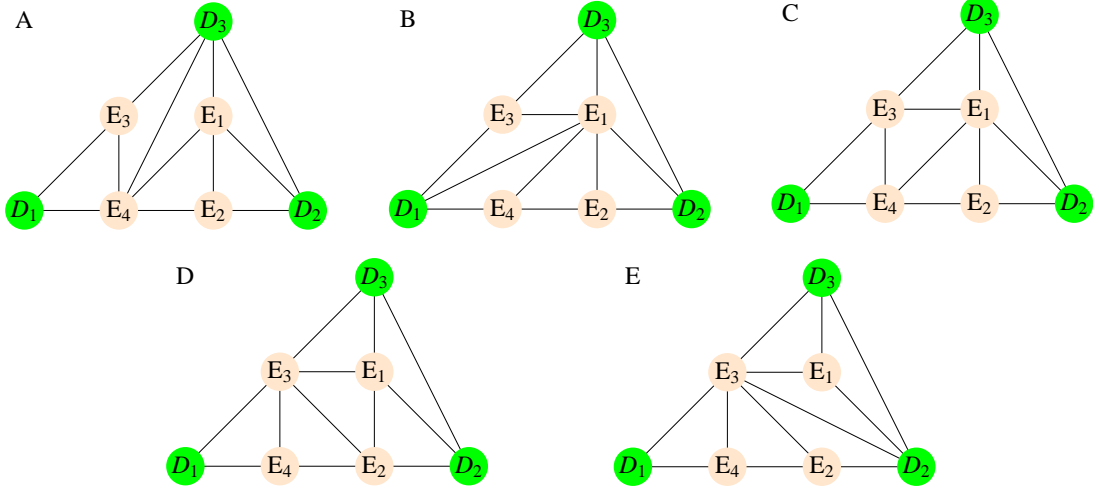 A
D₃
E₃ E₁
D₁ E₄ E₂ D₂
B
D₃
E₃ E₁
D₁ E₄ E₂ D₂
C
D₃
E₃ E₁
D₁ E₄ E₂ D₂
D
D₃
E₃ E₁
D₁ E₄ E₂ D₂
E
D₃
E₃ E₁
D₁ E₄ E₂ D₂